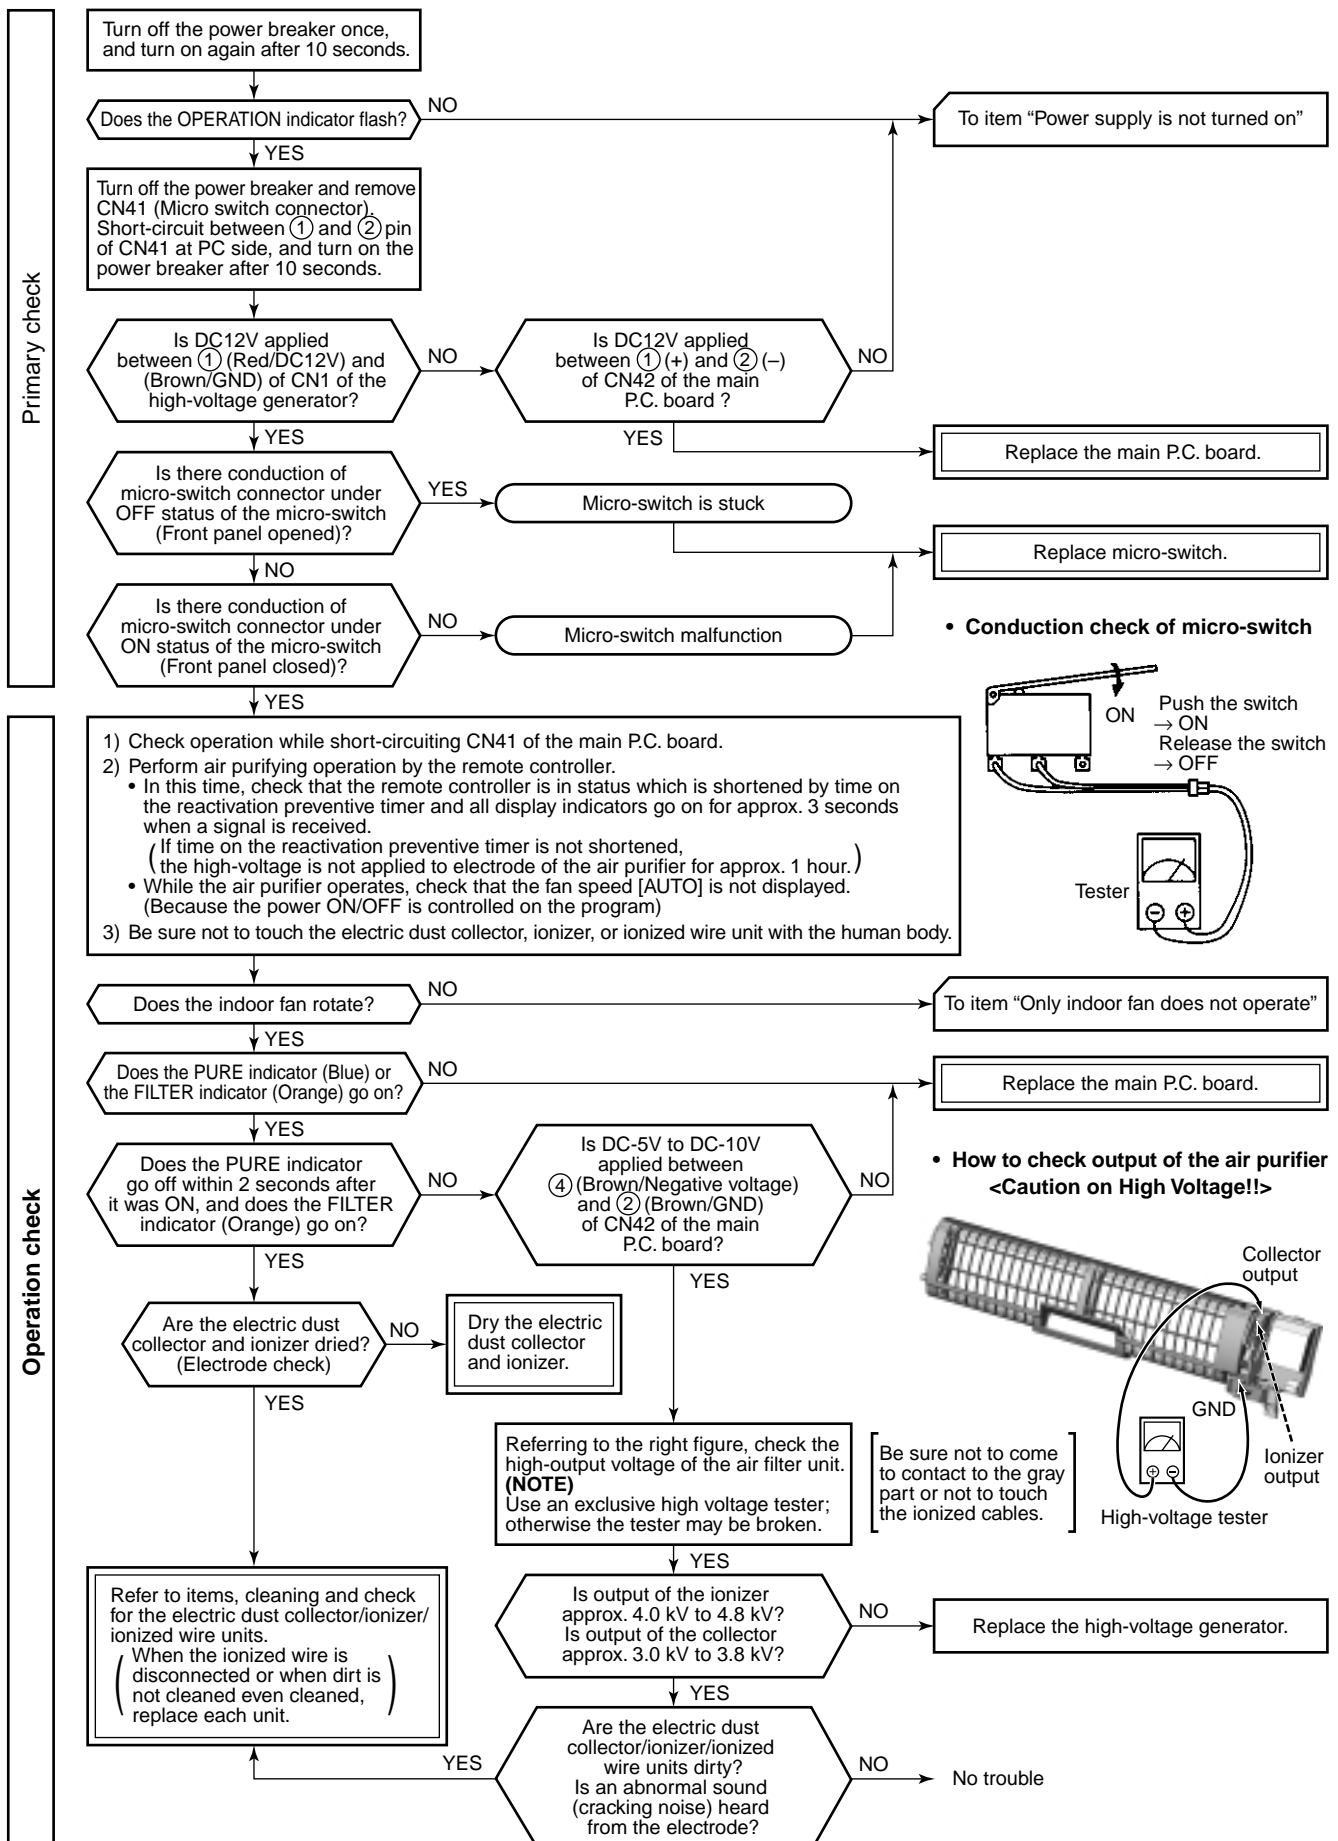 Primary check
Turn off the power breaker once,
and turn on again after 10 seconds.
Does the OPERATION indicator flash?
NO
To item “Power supply is not turned on”
YES
Turn off the power breaker and remove
CN41 (Micro switch connector).
Short-circuit between ① and ② pin
of CN41 at PC side, and turn on the
power breaker after 10 seconds.
Is DC12V applied
between ① (Red/DC12V) and
(Brown/GND) of CN1 of the
high-voltage generator?
NO
Is DC12V applied
between ① (+) and ② (–)
of CN42 of the main
P.C. board ?
NO
YES
YES
Replace the main P.C. board.
Is there conduction of
micro-switch connector under
OFF status of the micro-switch
(Front panel opened)?
YES
Micro-switch is stuck
Replace micro-switch.
NO
Is there conduction of
micro-switch connector under
ON status of the micro-switch
(Front panel closed)?
NO
Micro-switch malfunction
YES
• Conduction check of micro-switch
ON
Push the switch
→ ON
Release the switch
→ OFF
Tester
Operation check
1) Check operation while short-circuiting CN41 of the main P.C. board.
2) Perform air purifying operation by the remote controller.
• In this time, check that the remote controller is in status which is shortened by time on
the reactivation preventive timer and all display indicators go on for approx. 3 seconds
when a signal is received.
(If time on the reactivation preventive timer is not shortened,
the high-voltage is not applied to electrode of the air purifier for approx. 1 hour.)
• While the air purifier operates, check that the fan speed [AUTO] is not displayed.
(Because the power ON/OFF is controlled on the program)
3) Be sure not to touch the electric dust collector, ionizer, or ionized wire unit with the human body.
Does the indoor fan rotate?
NO
To item “Only indoor fan does not operate”
YES
Does the PURE indicator (Blue) or
the FILTER indicator (Orange) go on?
NO
Replace the main P.C. board.
YES
Does the PURE indicator
go off within 2 seconds after
it was ON, and does the FILTER
indicator (Orange) go on?
NO
Is DC-5V to DC-10V
applied between
④ (Brown/Negative voltage)
and ② (Brown/GND)
of CN42 of the main
P.C. board?
NO
YES
YES
• How to check output of the air purifier
<Caution on High Voltage!!>
Collector
output
GND
Ionizer
output
High-voltage tester
Are the electric dust
collector and ionizer dried?
(Electrode check)
NO
Dry the electric
dust collector
and ionizer.
YES
Referring to the right figure, check the
high-output voltage of the air filter unit.
(NOTE)
Use an exclusive high voltage tester;
otherwise the tester may be broken.
[Be sure not to come
to contact to the gray
part or not to touch
the ionized cables.]
YES
Refer to items, cleaning and check
for the electric dust collector/ionizer/
ionized wire units.
(When the ionized wire is
disconnected or when dirt is
not cleaned even cleaned,
replace each unit.)
Is output of the ionizer
approx. 4.0 kV to 4.8 kV?
Is output of the collector
approx. 3.0 kV to 3.8 kV?
NO
Replace the high-voltage generator.
YES
Are the electric dust
collector/ionizer/ionized
wire units dirty?
Is an abnormal sound
(cracking noise) heard
from the electrode?
YES
NO
No trouble